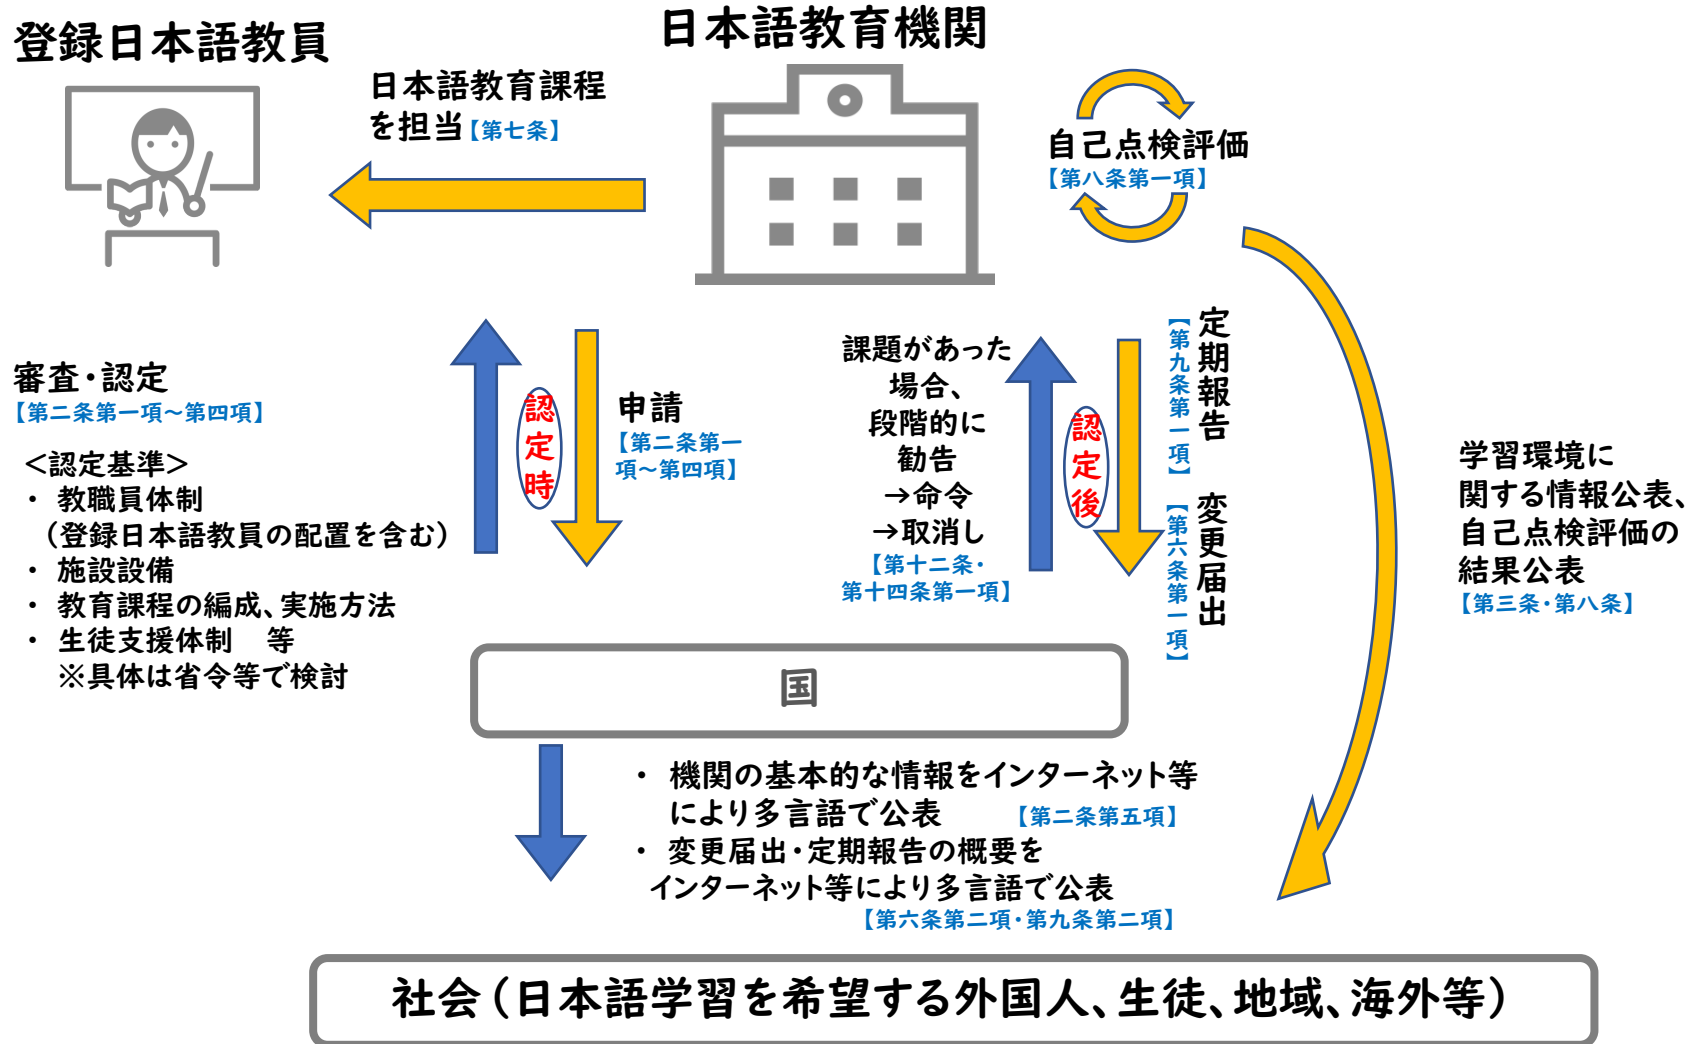 登録日本語教員
日本語教育機関
日本語教育課程
を担当【第七条】
自己点検評価
【第八条第一項】
審査・認定
【第二条第一項～第四項】
＜認定基準＞
・ 教職員体制
（登録日本語教員の配置を含む）
・ 施設設備
・ 教育課程の編成、実施方法
・ 生徒支援体制　等
※具体は省令等で検討
認定時
申請
【第二条第一
項～第四項】
課題があった
場合、
段階的に
勧告
→命令
→取消し
【第十二条・
第十四条第一項】
認定後
定期報告
【第九条第一項】
変更届出
【第六条第一項】
学習環境に
関する情報公表、
自己点検評価の
結果公表
【第三条・第八条】
国
・ 機関の基本的な情報をインターネット等
により多言語で公表　【第二条第五項】
・ 変更届出・定期報告の概要を
インターネット等により多言語で公表
【第六条第二項・第九条第二項】
社会（日本語学習を希望する外国人、生徒、地域、海外等）